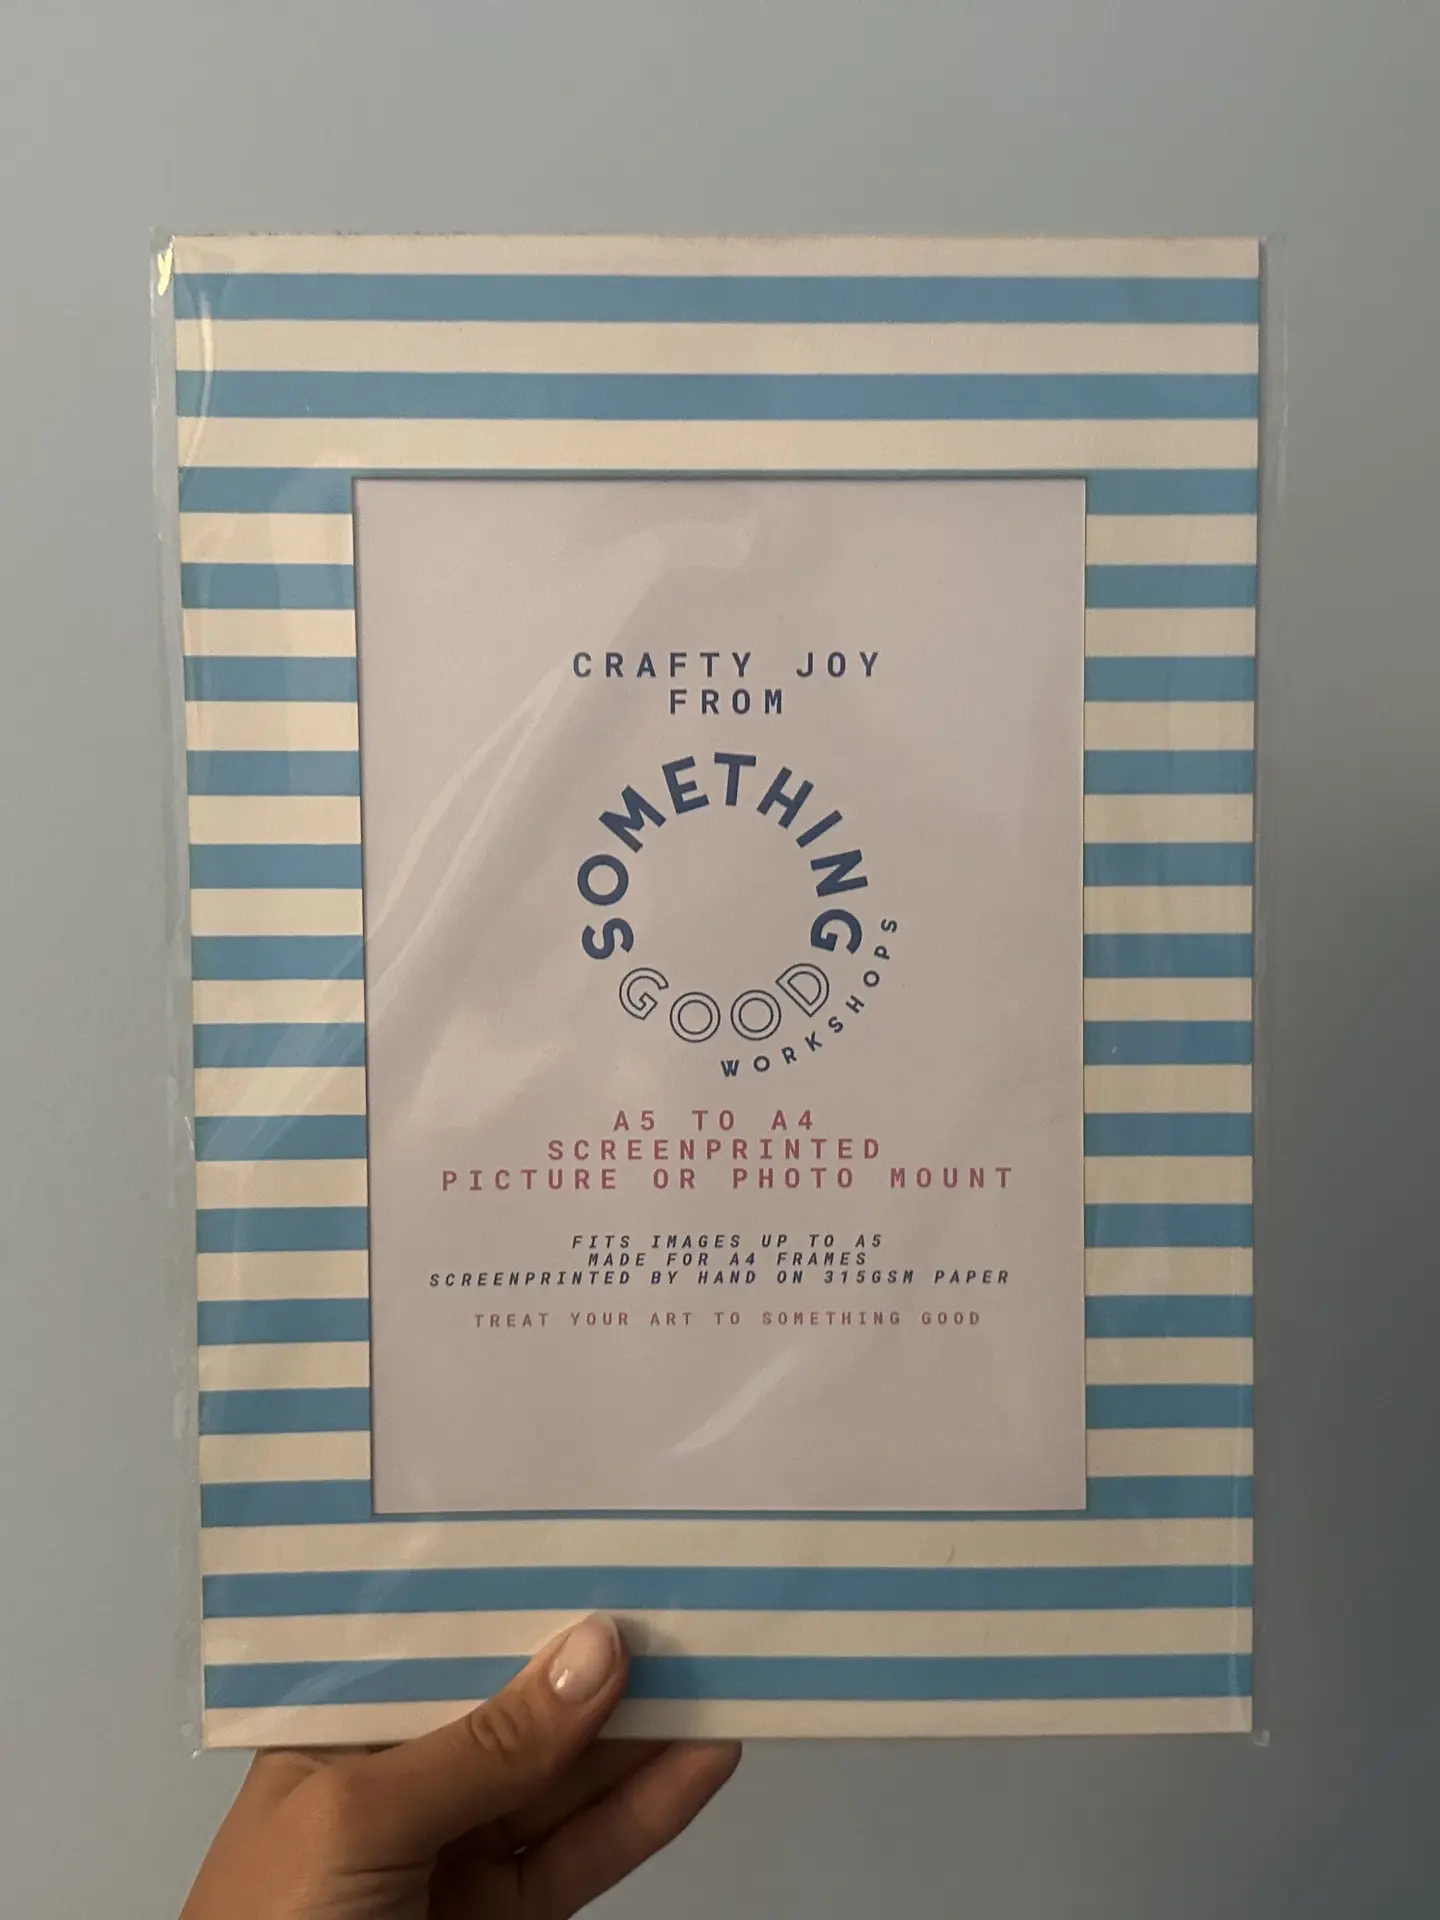 CRAFTY JOY
FROM
SOMETHING
GOOD
WORKSHOPS
A5 TO A4
SCREENPRINTED
PICTURE OR PHOTO MOUNT
FITS IMAGES UP TO A5
MADE FOR A4 FRAMES
SCREENPRINTED BY HAND ON 315GSM PAPER
TREAT YOUR ART TO SOMETHING GOOD